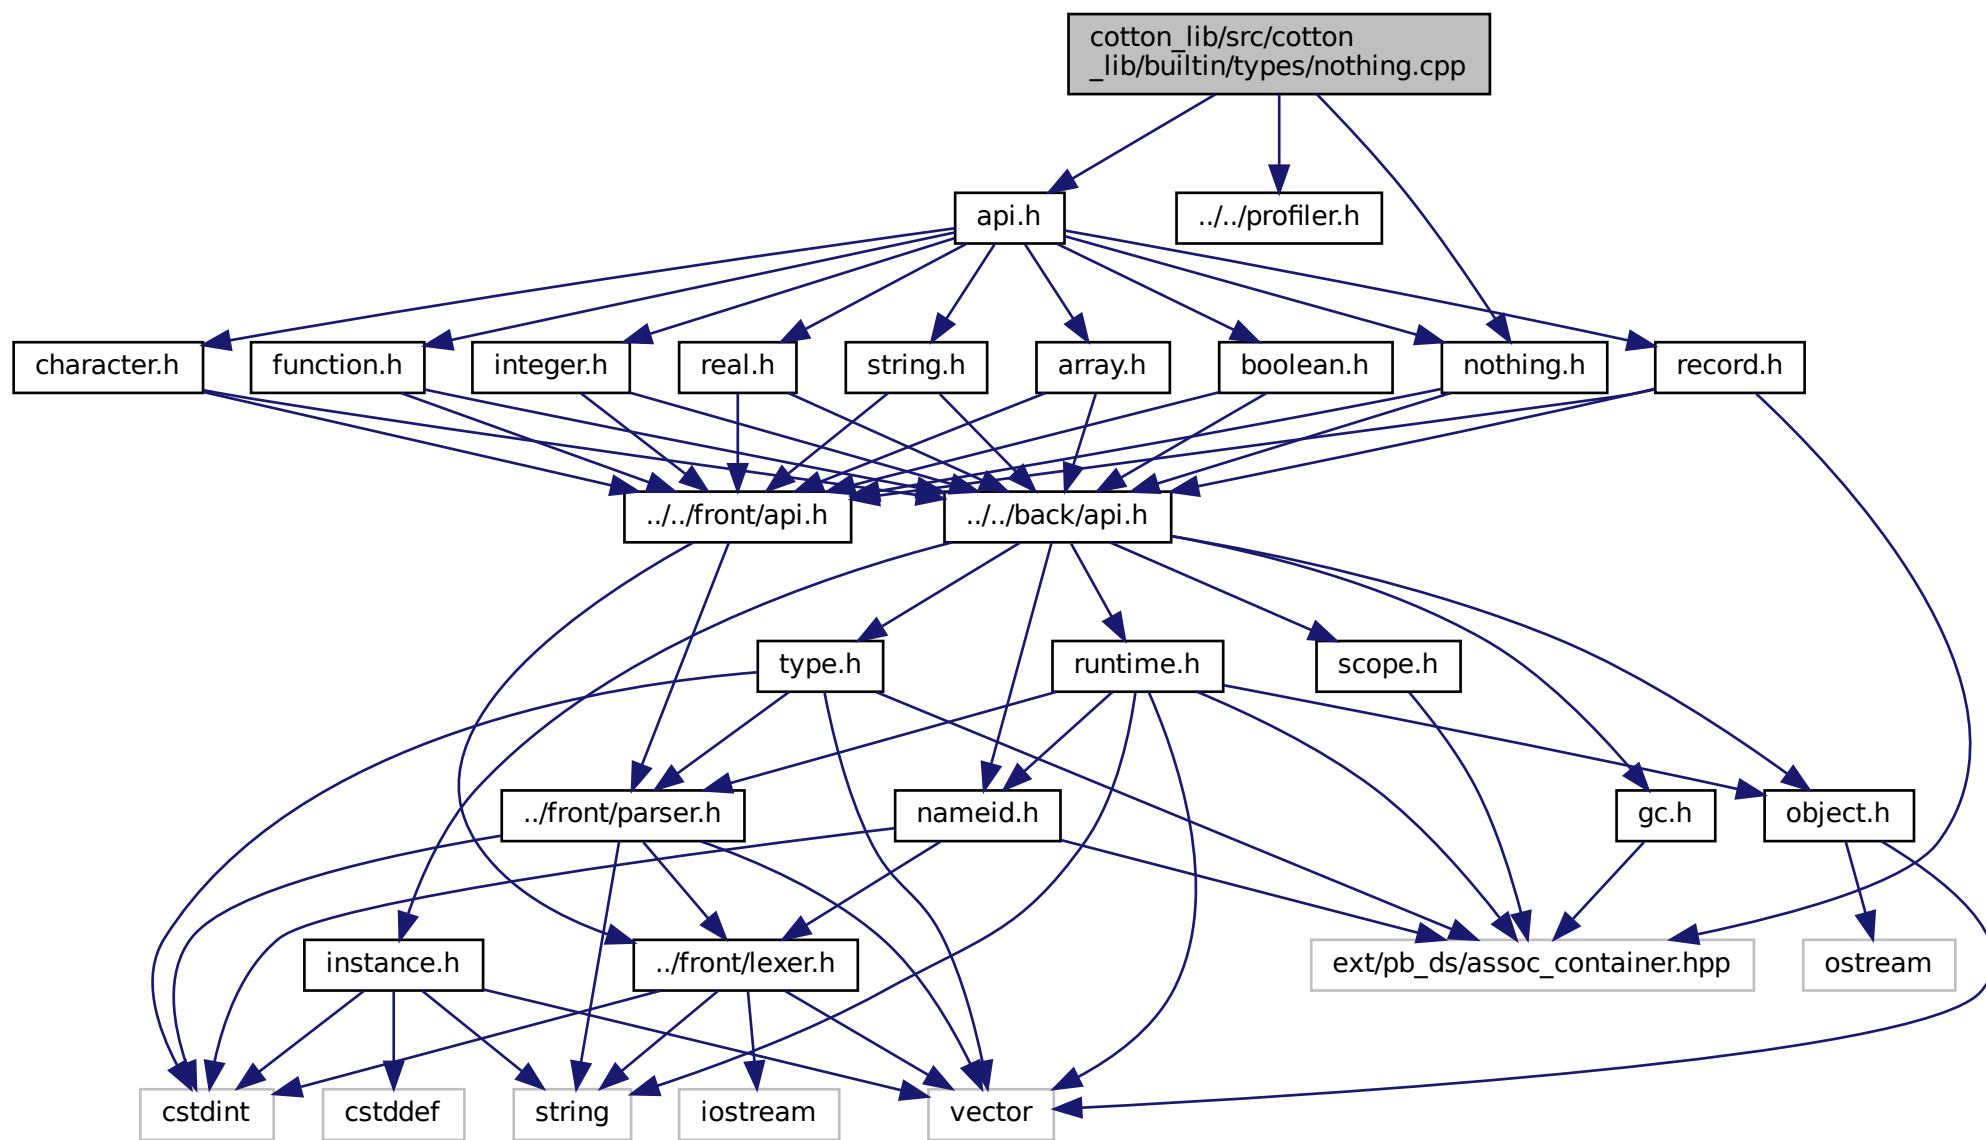 cotton_lib/src/cotton
_lib/builtin/types/nothing.cpp
api.h
../../profiler.h
character.h
function.h
integer.h
real.h
string.h
array.h
boolean.h
nothing.h
record.h
../../front/api.h
../../back/api.h
type.h
runtime.h
scope.h
../front/parser.h
nameid.h
gc.h
object.h
instance.h
../front/lexer.h
ext/pb_ds/assoc_container.hpp
ostream
cstdint
cstddef
string
iostream
vector